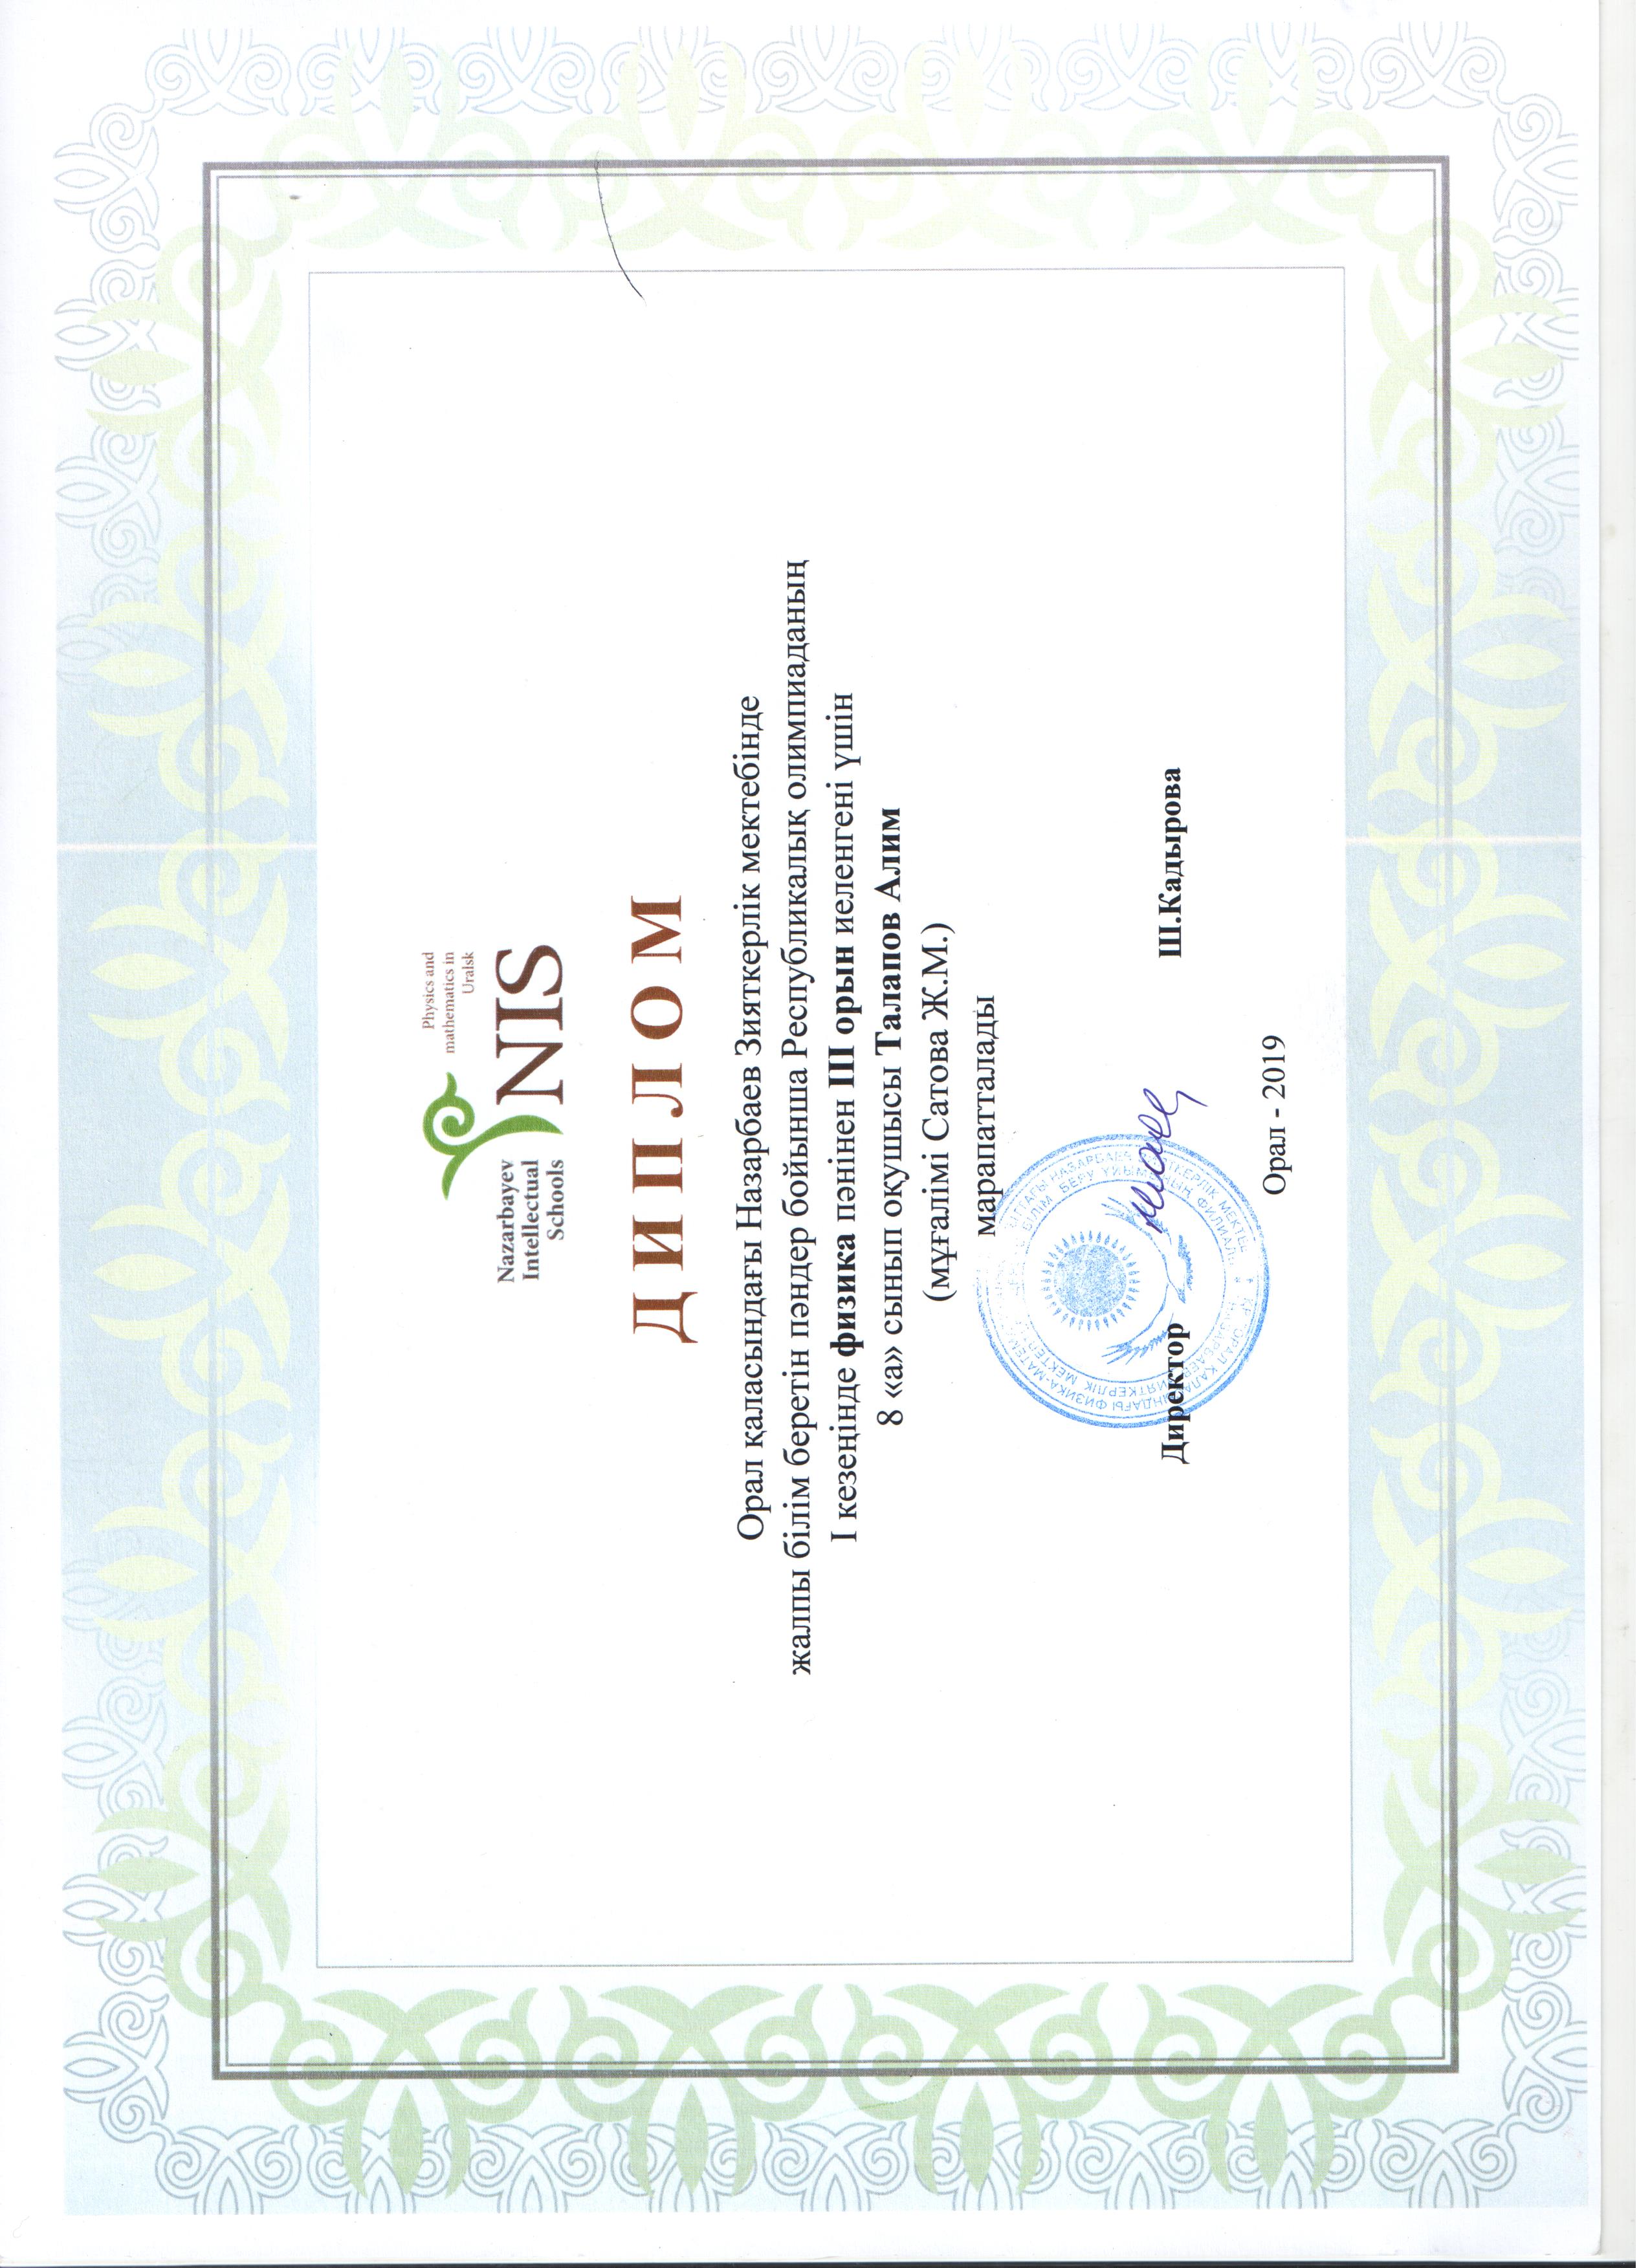 Physics and
mathematics in
Uralsk
Nazarbayev
Intellectual
Schools
NIS
ДИПЛОМ
Орал қаласындағы Назарбаев Зияткерлік мектебінде
жалпы білім беретін пәндер бойынша Республикалық олимпиаданың
І кезеңінде физика пәнінен ІІІ орын иеленгені үшін
8 «а» сынып оқушысы Талапов Алим
(мұғалімі Сатова Ж.М.)
марапатталады
Директор
Ш.Кадырова
Орал - 2019